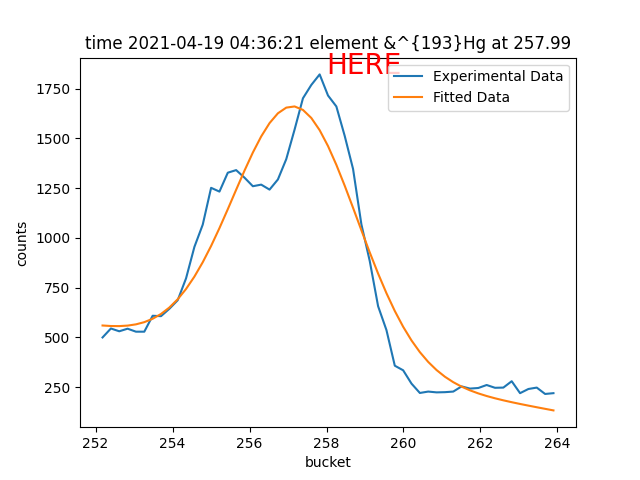 time 2021-04-19 04:36:21 element &^{193}Hg at 257.99
HERE
Experimental Data
Fitted Data
counts
1750
1500
1250
1000
750
500
250
252 254 256 258 260 262 264
bucket